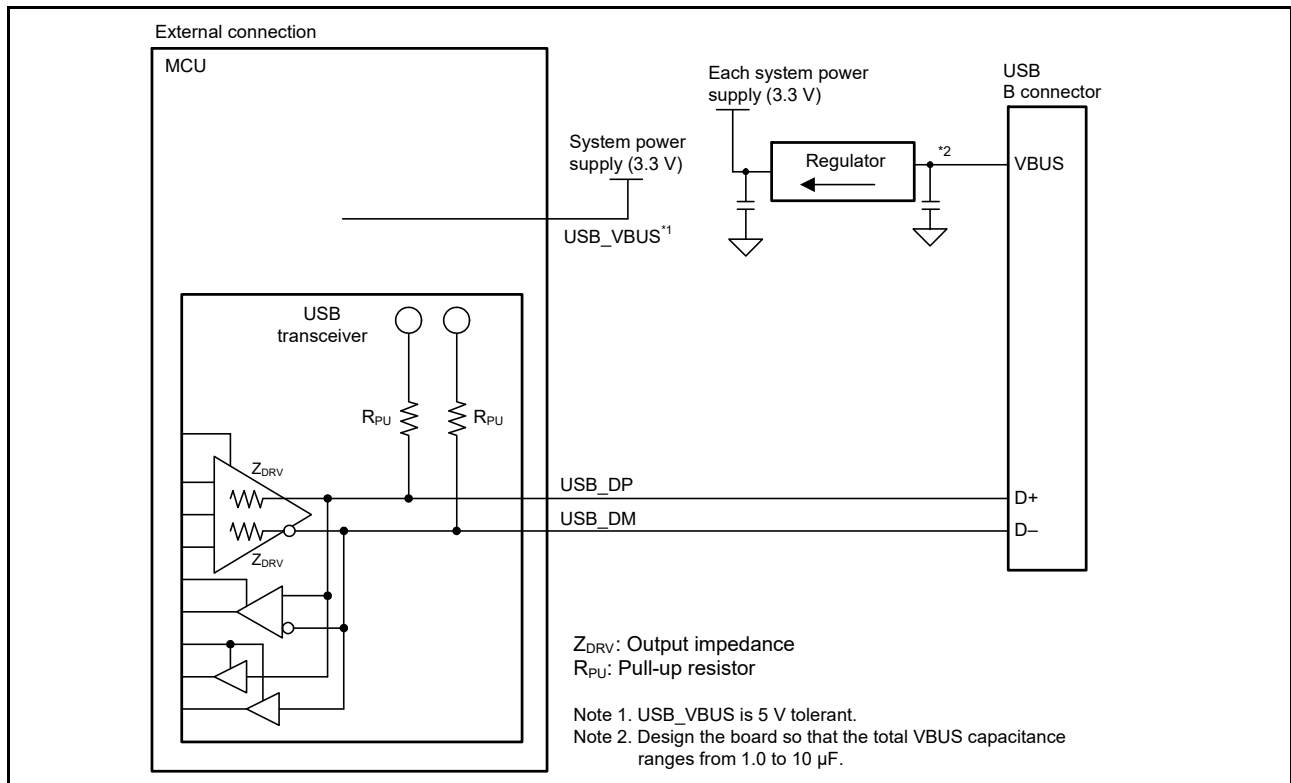 External connection
MCU
Each system power
supply (3.3 V)
USB
B connector
System power
supply (3.3 V)
Regulator
*2
VBUS
USB_VBUS*1
USB
transceiver
RPU
RPU
ZDRV
USB_DP
D+
USB_DM
D–
ZDRV
ZDRV: Output impedance
RPU: Pull-up resistor
Note 1. USB_VBUS is 5 V tolerant.
Note 2. Design the board so that the total VBUS capacitance
ranges from 1.0 to 10 µF.